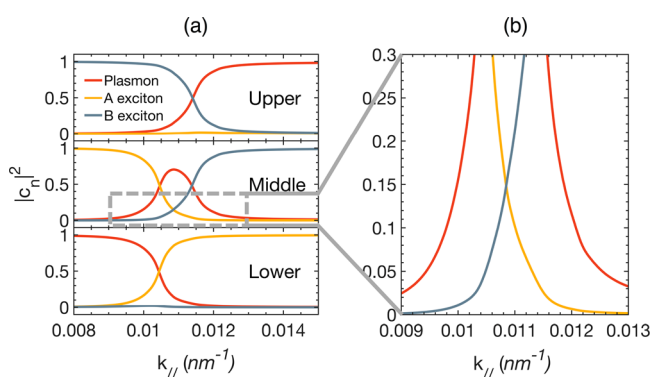 (a)
(b)
1
0.5
0
Plasmon
A exciton
B exciton
Upper
1
0.5
0
Middle
1
0.5
0
Lower
|c_n|^2
0.008
0.01
0.012
0.014
k_// (nm^-1)
0.3
0.25
0.2
0.15
0.1
0.05
0
0.009
0.01
0.011
0.012
0.013
k_// (nm^-1)